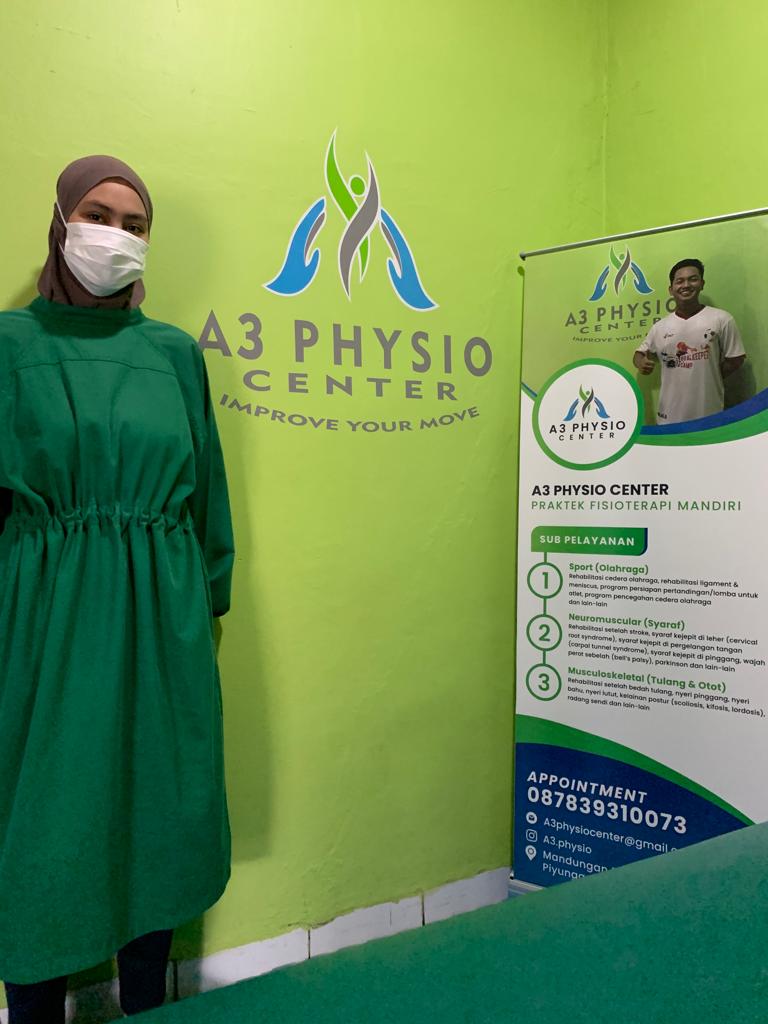 A3 PHYSIO
CENTER
IMPROVE YOUR MOVE
A3 PHYSIO
CENTER
IMPROVE YOUR
A3 PHYSIO
CENTER
A3 PHYSIO CENTER
PRAKTEK FISIOTERAPI MANDIRI
SUB PELAYANAN
1
Sport (Olahraga)
Rehabilitasi cedera olahraga, rehabilitasi ligament &
meniscus, program persiapan pertandingan/lomba untuk
atlet, program pencegahan cedera olahraga
dan lain-lain
2
Neuromuscular (Syaraf)
Rehabilitasi setelah stroke, syaraf kejepit di leher (cervical
root syndrome), syaraf kejepit di pergelangan tangan
(carpal tunnel syndrome), syaraf kejepit di pinggang, wajah
perot sebelah (bell's palsy), parkinson dan lain-lain
3
Musculoskeletal (Tulang & Otot)
Rehabilitasi setelah bedah tulang, nyeri pinggang, nyeri
bahu, nyeri lutut, kelainan postur (scoliosis, kifosis, lordosis),
radang sendi dan lain-lain
APPOINTMENT
087839310073
A3physiocenter@gmail.
A3.physio
Mandungan